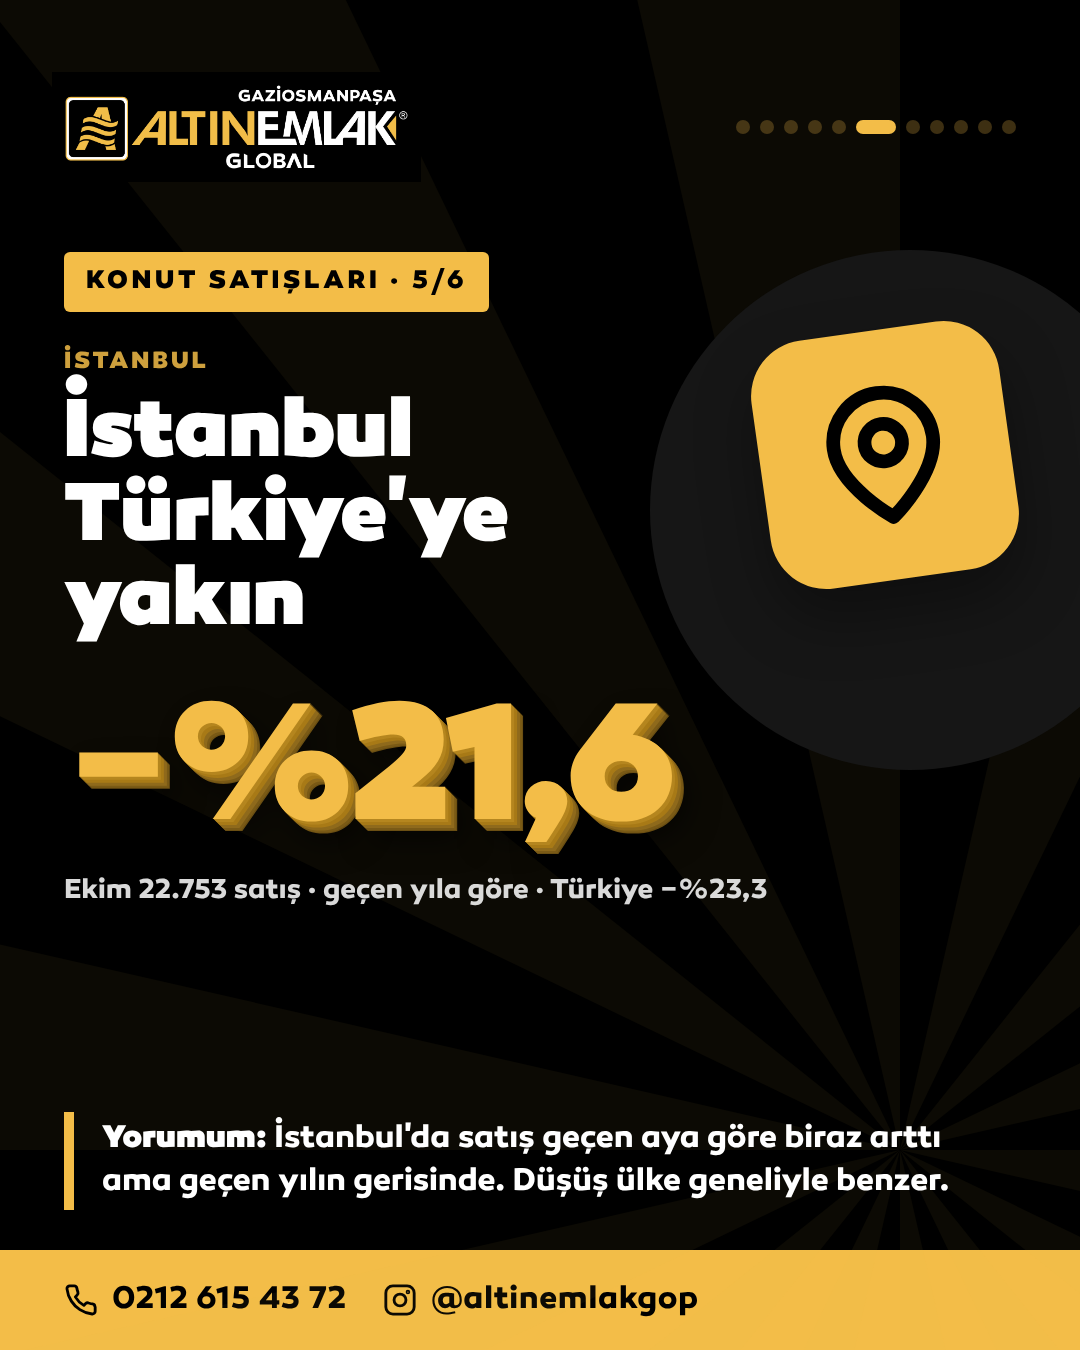 GAZİOSMANPAŞA
ALTINEMLAK®
GLOBAL
KONUT SATIŞLARI · 5/6
İSTANBUL
İstanbul
Türkiye'ye
yakın
−%21,6
Ekim 22.753 satış · geçen yıla göre · Türkiye −%23,3
Yorumum: İstanbul'da satış geçen aya göre biraz arttı
ama geçen yılın gerisinde. Düşüş ülke geneliyle benzer.
0212 615 43 72 @altinemlakgop